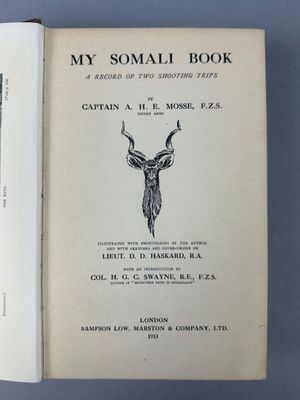 MY SOMALI BOOK
A RECORD OF TWO SHOOTING TRIPS
BY
CAPTAIN A. H. E. MOSSE, F.Z.S.
INDIAN ARMY
ILLUSTRATED WITH PHOTOGRAPHS BY THE AUTHOR
AND WITH SKETCHES AND COVER-DESIGN BY
LIEUT. D. D. HASKARD, R.A.
WITH AN INTRODUCTION BY
COL. H. G. C. SWAYNE, R.E., F.Z.S.
AUTHOR OF "SEVENTEEN TRIPS IN SOMALILAND"
LONDON
SAMPSON LOW, MARSTON & COMPANY, LTD.
1913